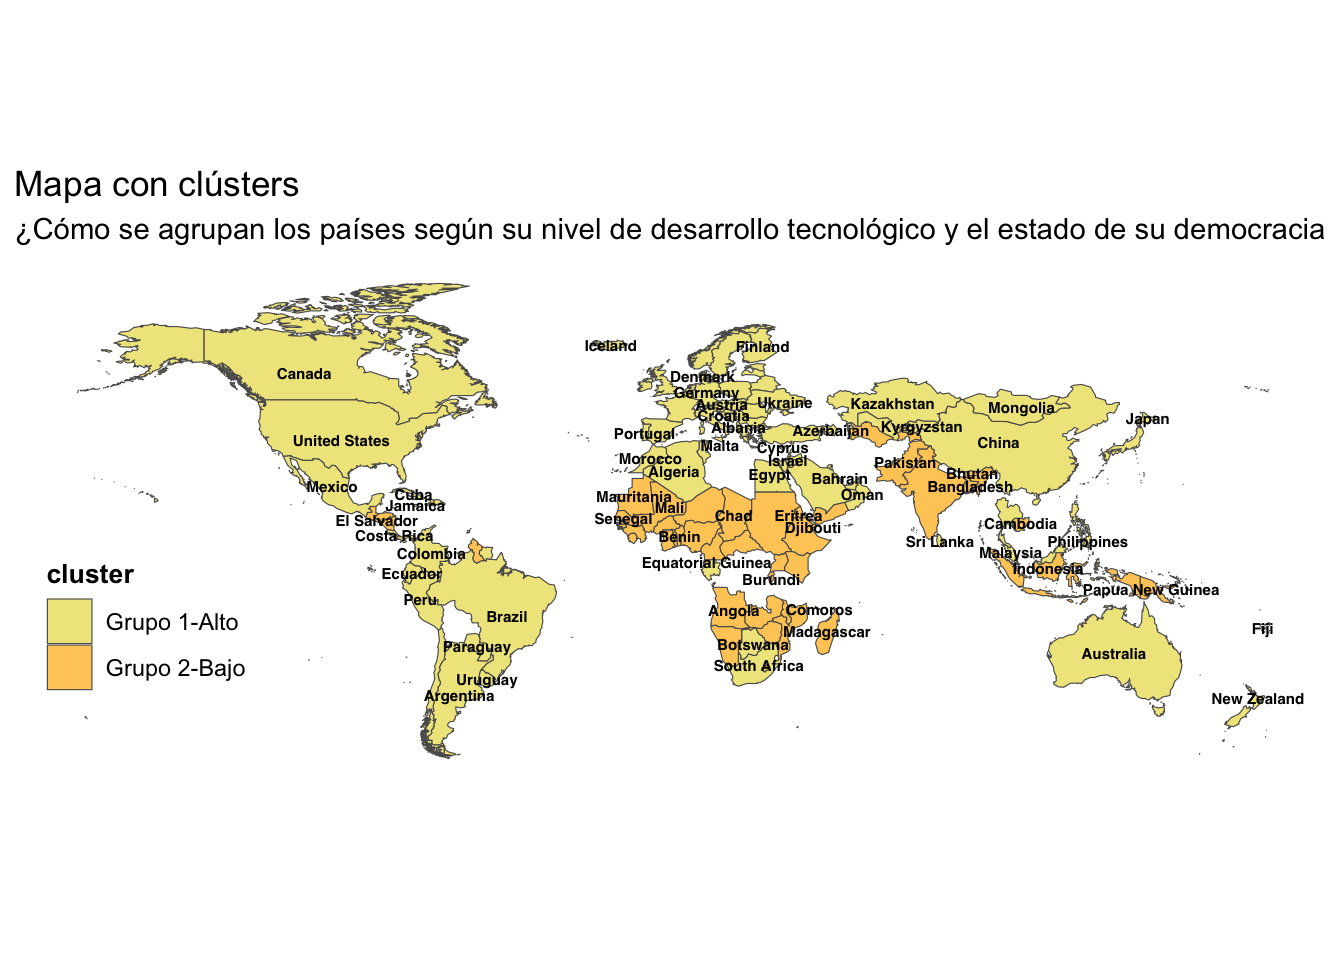 Mapa con clústers
¿Cómo se agrupan los países según su nivel de desarrollo tecnológico y el estado de su democracia
Iceland
Finland
Canada
Denmark
Germany
Austria
Ukraine
Kazakhstan
Mongolia
Croatia
Japan
Albania
Kyrgyzstan
Azerbaijan
Portugal
United States
China
Malta
Cyprus
Morocco
Israel
Pakistan
Algeria
Egypt
Bhutan
Bahrain
Mexico
Bangladesh
Cuba
Mauritania
Oman
Jamaica
Mali
Chad
Eritrea
Senegal
El Salvador
Cambodia
Djibouti
Costa Rica
Benin
Sri Lanka
Philippines
Colombia
Malaysia
Equatorial Guinea
Indonesia
cluster
Ecuador
Burundi
Papua New Guinea
Peru
Angola
Comoros
Grupo 1-Alto
Brazil
Fiji
Madagascar
Paraguay
Botswana
Australia
Grupo 2-Bajo
South Africa
Uruguay
Argentina
New Zealand